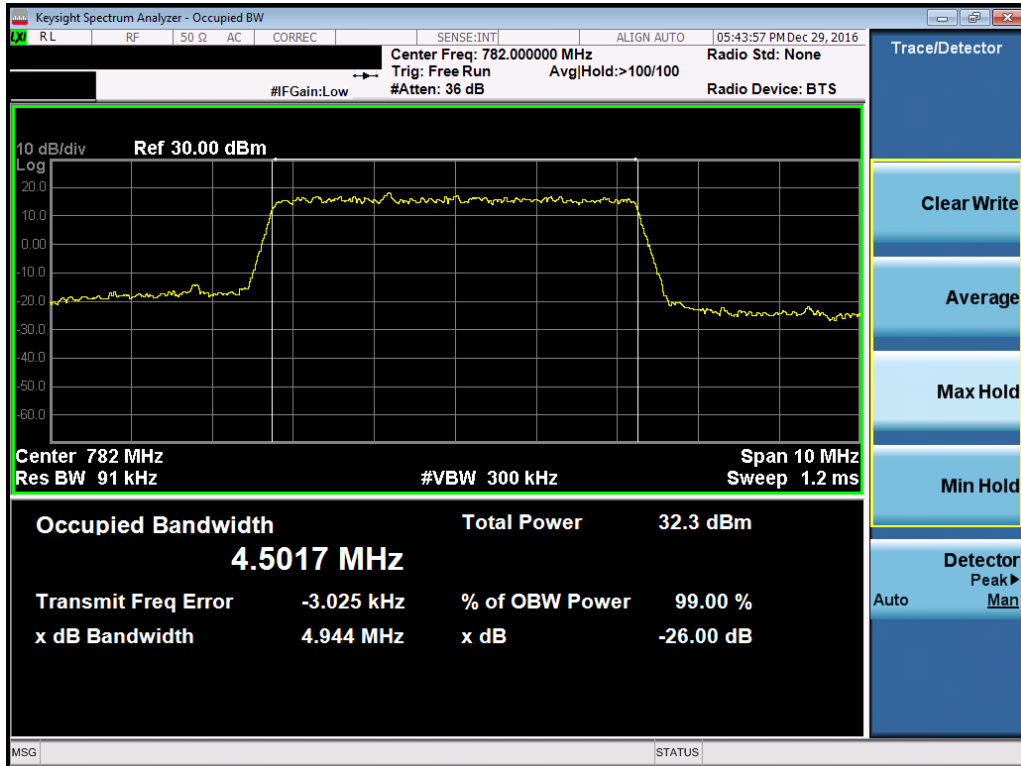 Keysight Spectrum Analyzer - Occupied BW
LXI RL RF 50 Ω AC CORREC SENSE:INT ALIGN AUTO 05:43:57 PM Dec 29, 2016
Center Freq: 782.000000 MHz Radio Std: None
Trig: Free Run Avg|Hold:>100/100
#IFGain:Low #Atten: 36 dB Radio Device: BTS
Trace/Detector
10 dB/div Ref 30.00 dBm
Log
20.0
10.0
0.00
-10.0
-20.0
-30.0
-40.0
-50.0
-60.0
Center 782 MHz Span 10 MHz
Res BW 91 kHz #VBW 300 kHz Sweep 1.2 ms
Occupied Bandwidth Total Power 32.3 dBm
4.5017 MHz
Transmit Freq Error -3.025 kHz % of OBW Power 99.00 %
x dB Bandwidth 4.944 MHz x dB -26.00 dB
Clear Write
Average
Max Hold
Min Hold
Detector
Peak▶
Auto Man
MSG STATUS